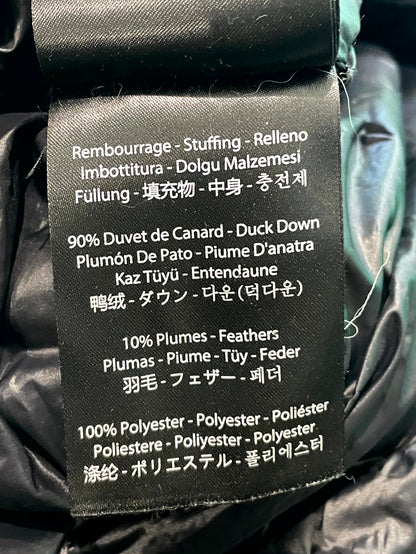 Rembourrage - Stuffing - Relleno
Imbottitura - Dolgu Malzemesi
Füllung - 填充物 - 中身 - 충전제
90% Duvet de Canard - Duck Down
Plumón De Pato - Piume D'anatra
Kaz Tüyü - Entendaune
鸭绒 - ダウン - 다운(덕다운)
10% Plumes - Feathers
Plumas - Piume - Tüy - Feder
羽毛 - フェザー - 페더
100% Polyester - Polyester - Poliéster
Poliestere - Poliyester - Polyester
涤纶 - ポリエステル - 폴리에스터